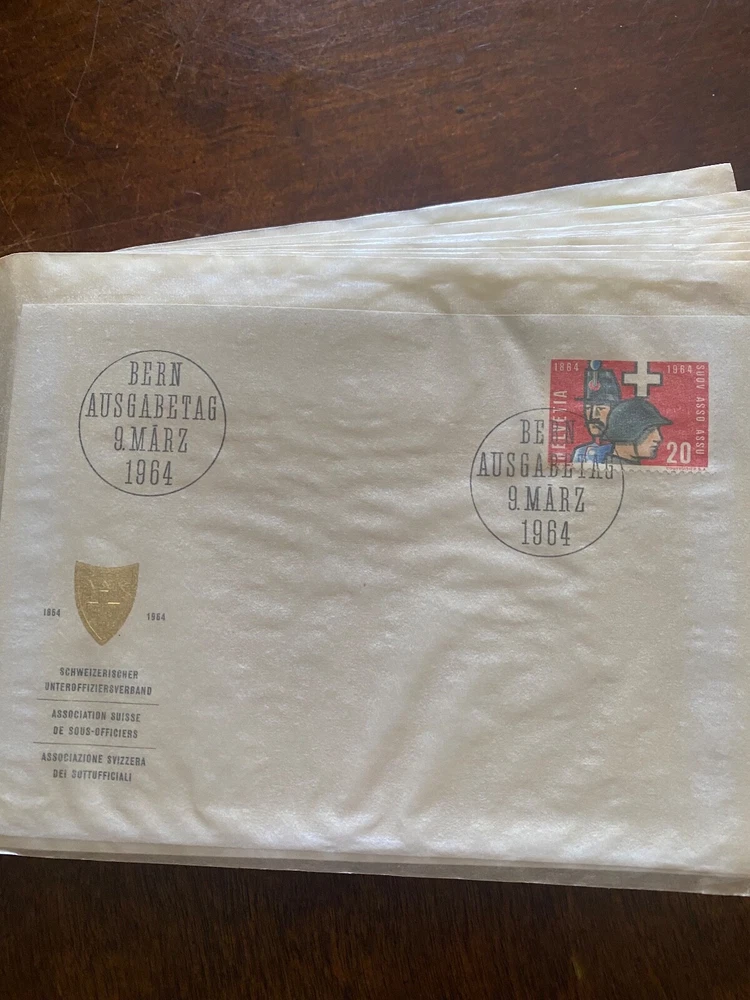 BERN
AUSGABETAG
9. MÄRZ
1964
1864 1964
HELVETIA
SUOV · ASSO · ASSU
20
BERN
AUSGABETAG
9. MÄRZ
1964
1864 1964
SCHWEIZERISCHER
UNTEROFFIZIERSVERBAND
ASSOCIATION SUISSE
DE SOUS-OFFICIERS
ASSOCIAZIONE SVIZZERA
DEI SOTTUFFICIALI